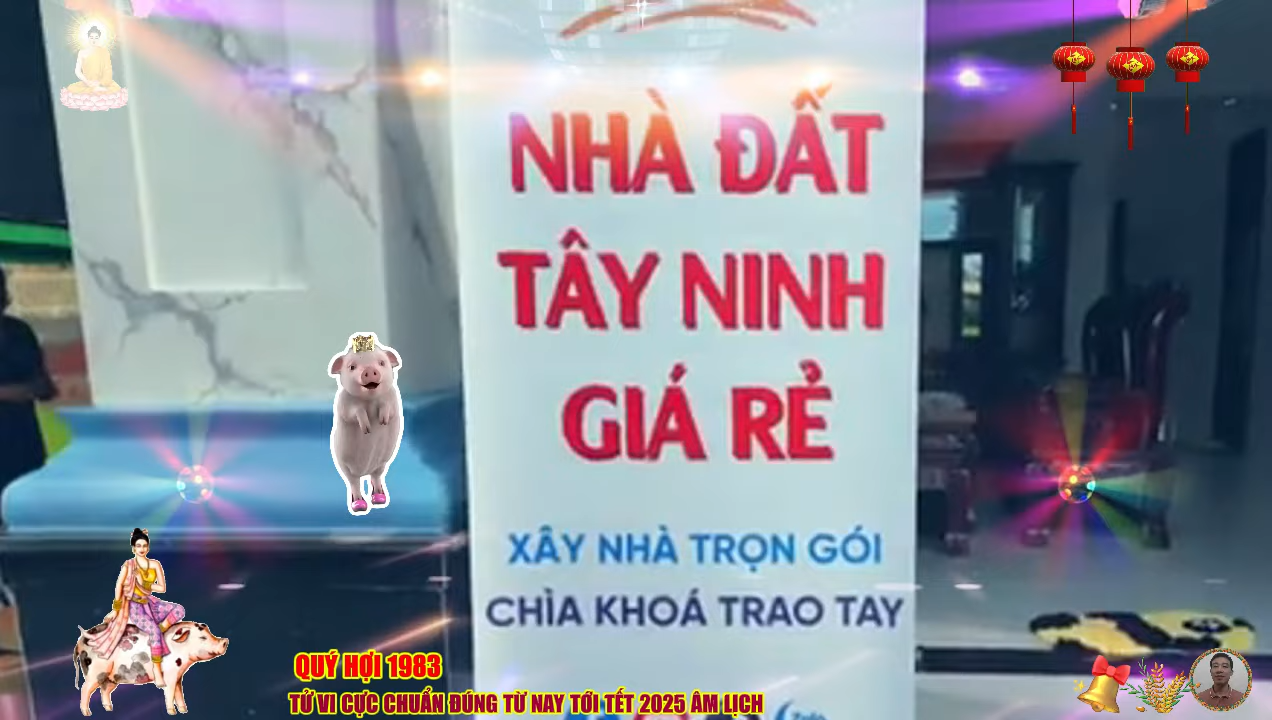 NHÀ ĐẤT
TÂY NINH
GIÁ RẺ
XÂY NHÀ TRỌN GÓI
CHÌA KHOÁ TRAO TAY
QUÝ HỢI 1983
TỬ VI CỰC CHUẨN ĐÚNG TỪ NAY TỚI TẾT 2025 ÂM LỊCH